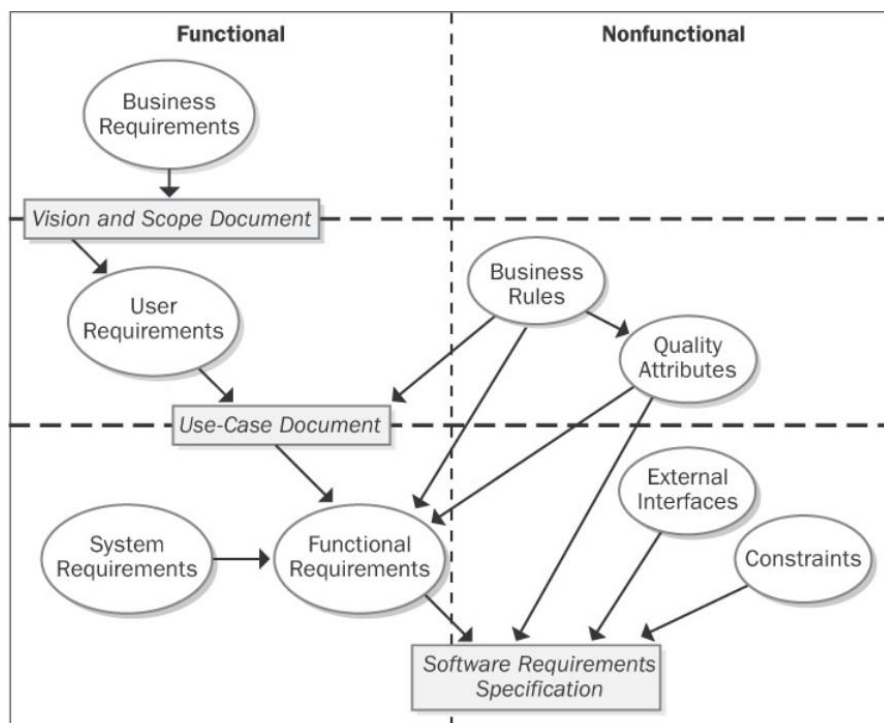 Functional
Nonfunctional
Business
Requirements
Vision and Scope Document
User
Requirements
Business
Rules
Quality
Attributes
Use-Case Document
System
Requirements
Functional
Requirements
External
Interfaces
Constraints
Software Requirements
Specification